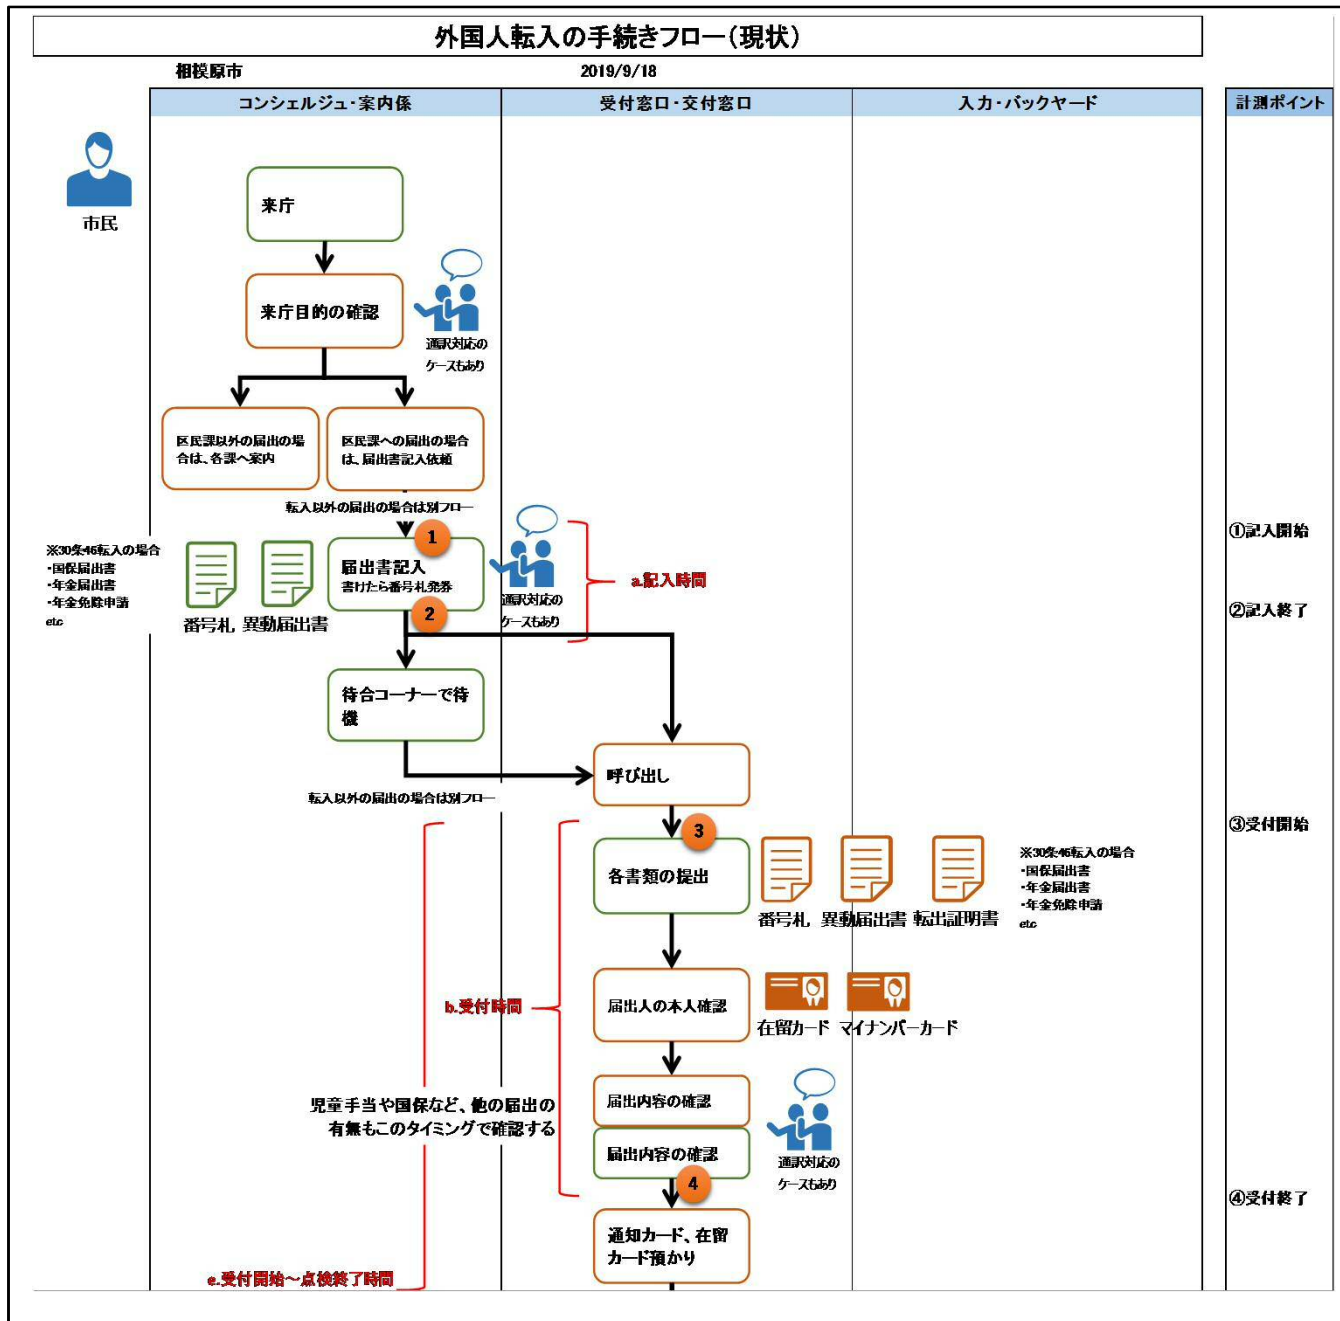 外国人転入の手続きフロー(現状)
相模原市
2019/9/18
コンシェルジュ・案内係
受付窓口・交付窓口
入力・バックヤード
計測ポイント
市民
来庁
来庁目的の確認
通訳対応の
ケースもあり
区民課以外の届出の場
合は、各課へ案内
区民課への届出の場合
は、届出書記入依頼
転入以外の届出の場合は別フロー
※30条46転入の場合
・国保届出書
・年金届出書
・年金免除申請
etc
番号札
異動届出書
1
届出書記入
書けたら番号札発券
2
通訳対応の
ケースもあり
a.記入時間
①記入開始
②記入終了
待合コーナーで待
機
呼び出し
転入以外の届出の場合は別フロー
3
③受付開始
各書類の提出
番号札
異動届出書
転出証明書
※30条46転入の場合
・国保届出書
・年金届出書
・年金免除申請
etc
b.受付時間
届出人の本人確認
在留カード
マイナンバーカード
児童手当や国保など、他の届出の
有無もこのタイミングで確認する
届出内容の確認
届出内容の確認
通訳対応の
ケースもあり
4
④受付終了
通知カード、在留
カード預かり
e.受付開始～点検終了時間